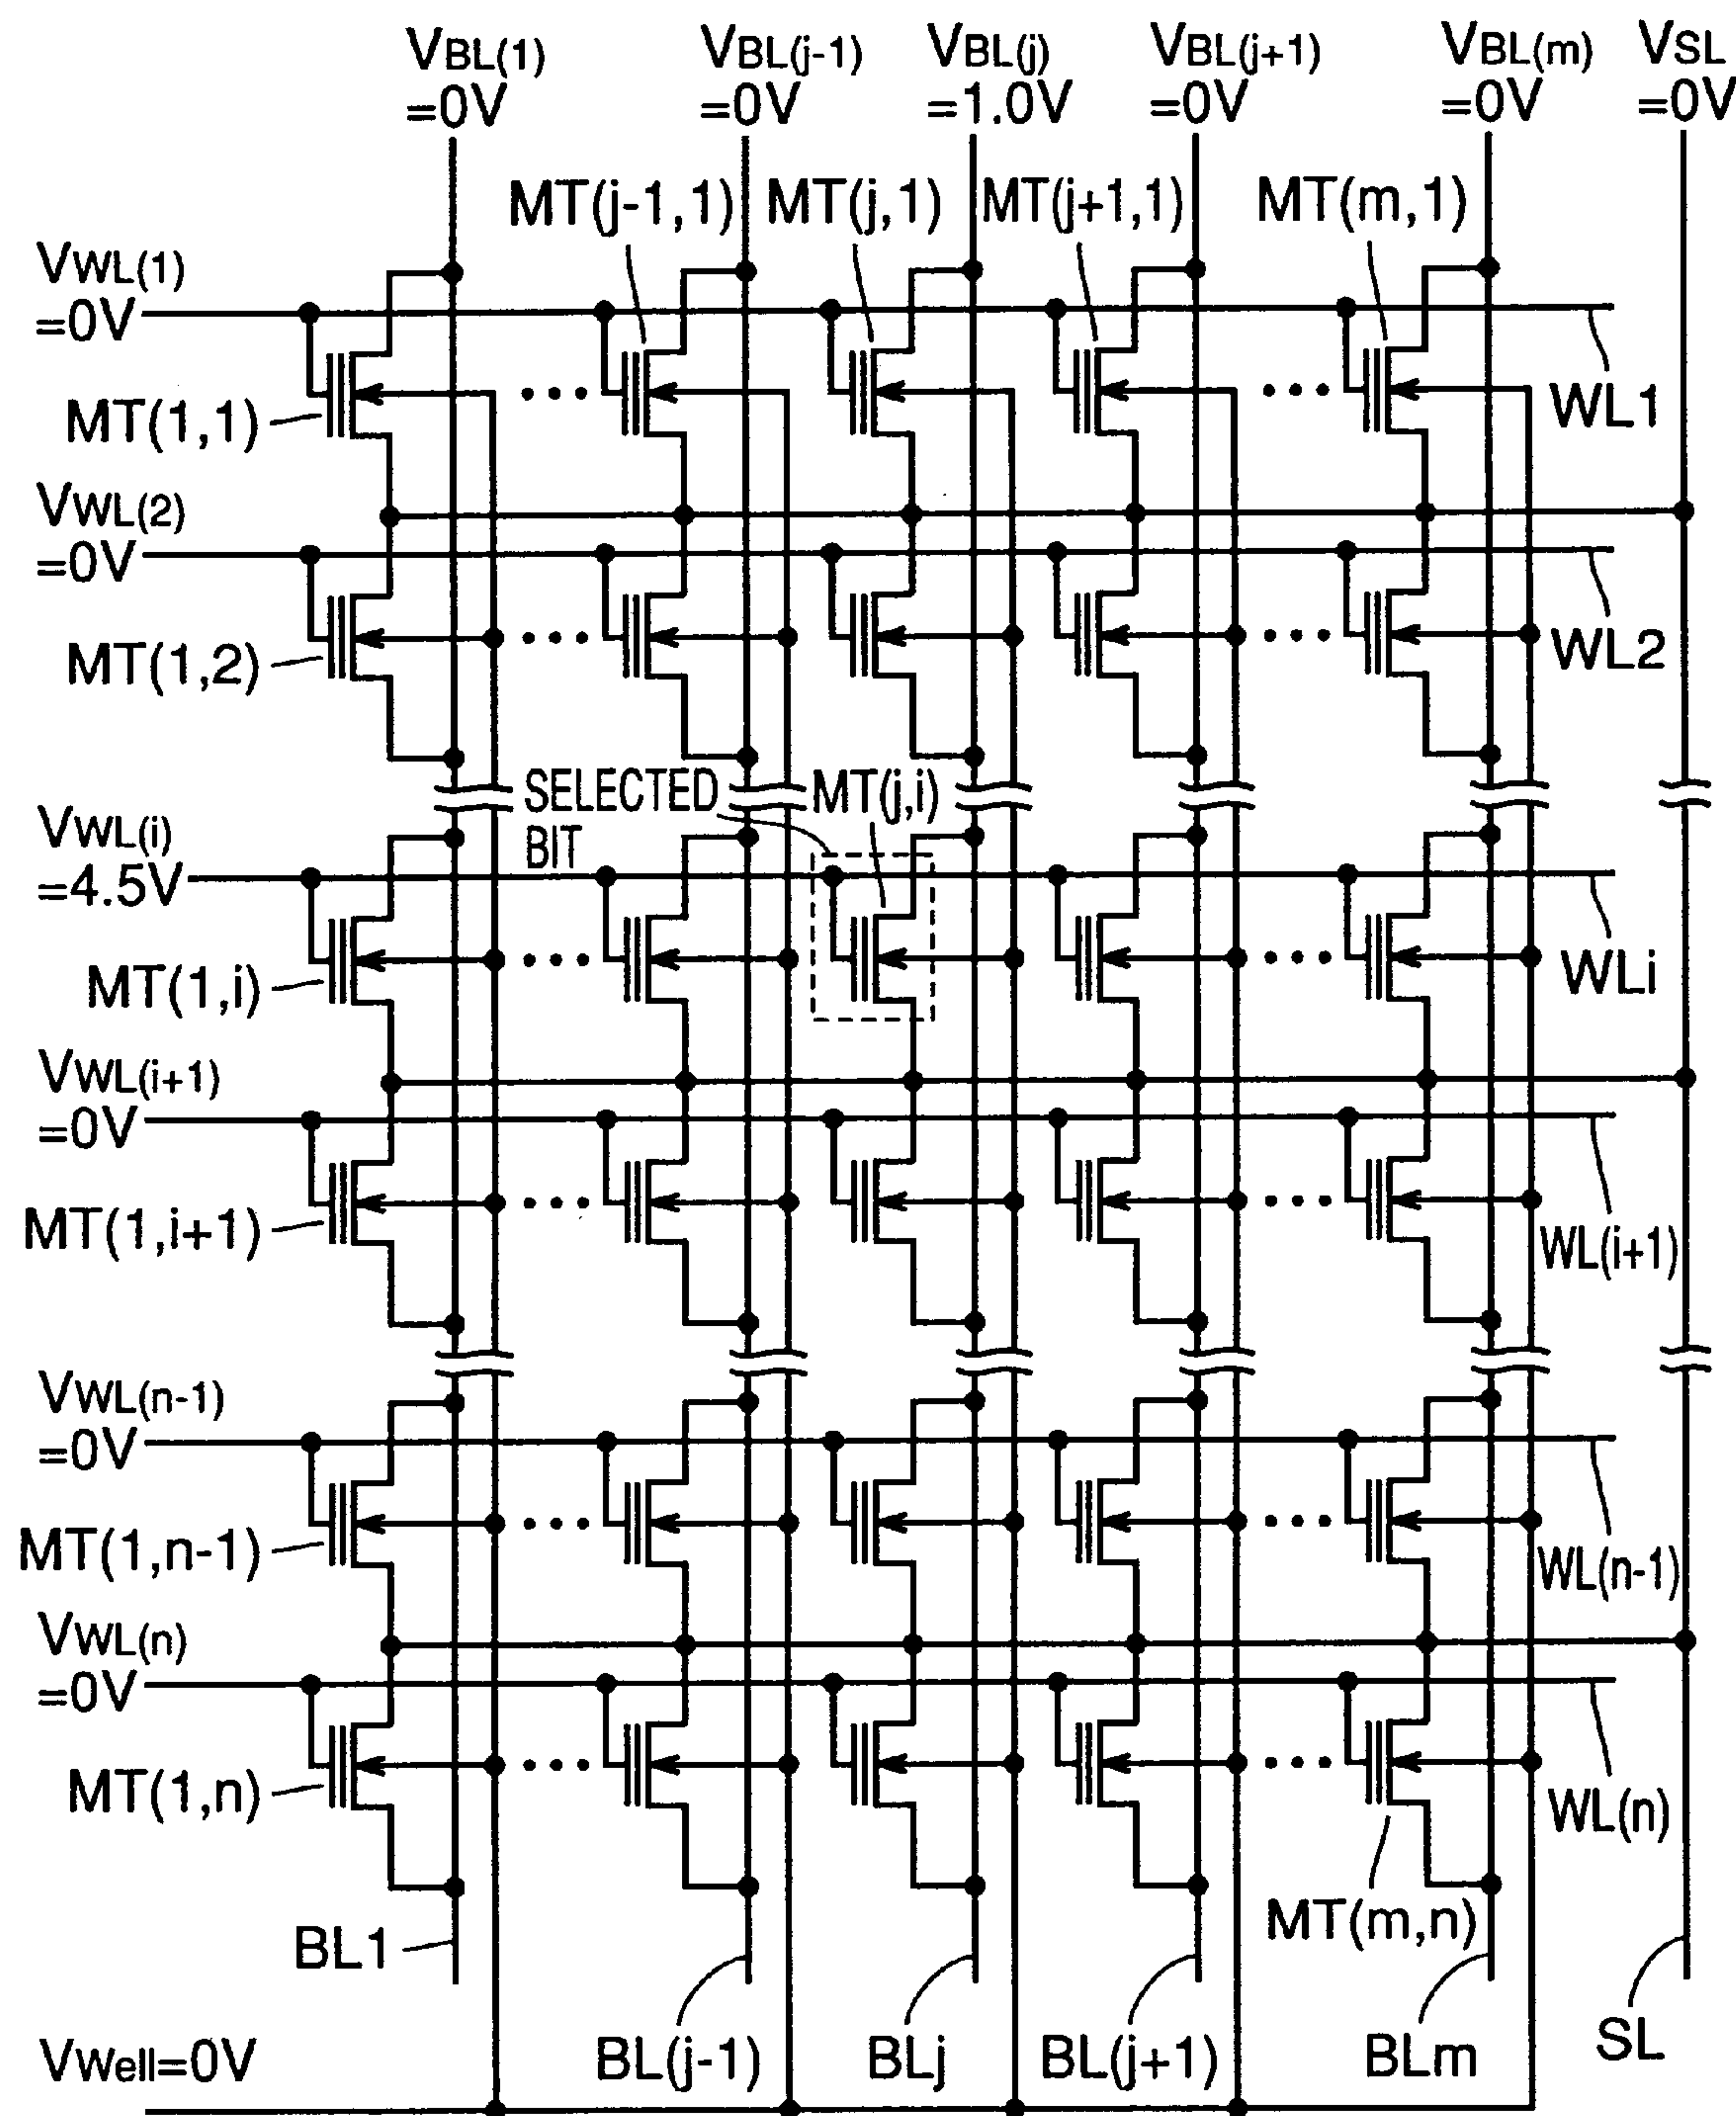 VBL(1)
=0V
VBL(j-1)
=0V
VBL(j)
=1.0V
VBL(j+1)
=0V
VBL(m)
=0V
VSL
=0V
MT(j-1,1)
MT(j,1)
MT(j+1,1)
MT(m,1)
VWL(1)
=0V
MT(1,1)
WL1
VWL(2)
=0V
MT(1,2)
WL2
SELECTED
BIT
MT(j,i)
VWL(i)
=4.5V
MT(1,i)
WLi
VWL(i+1)
=0V
MT(1,i+1)
WL(i+1)
VWL(n-1)
=0V
MT(1,n-1)
WL(n-1)
VWL(n)
=0V
MT(1,n)
WL(n)
MT(m,n)
BL1
BL(j-1)
BLj
BL(j+1)
BLm
SL
VWell=0V